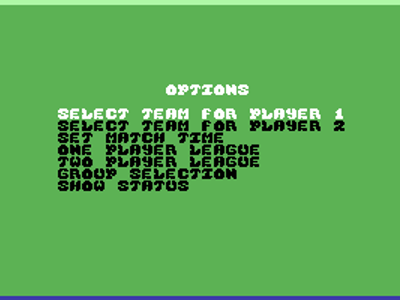 OPTIONS
SELECT TEAM FOR PLAYER 1
SELECT TEAM FOR PLAYER 2
SET MATCH TIME
ONE PLAYER LEAGUE
TWO PLAYER LEAGUE
GROUP SELECTION
SHOW STATUS